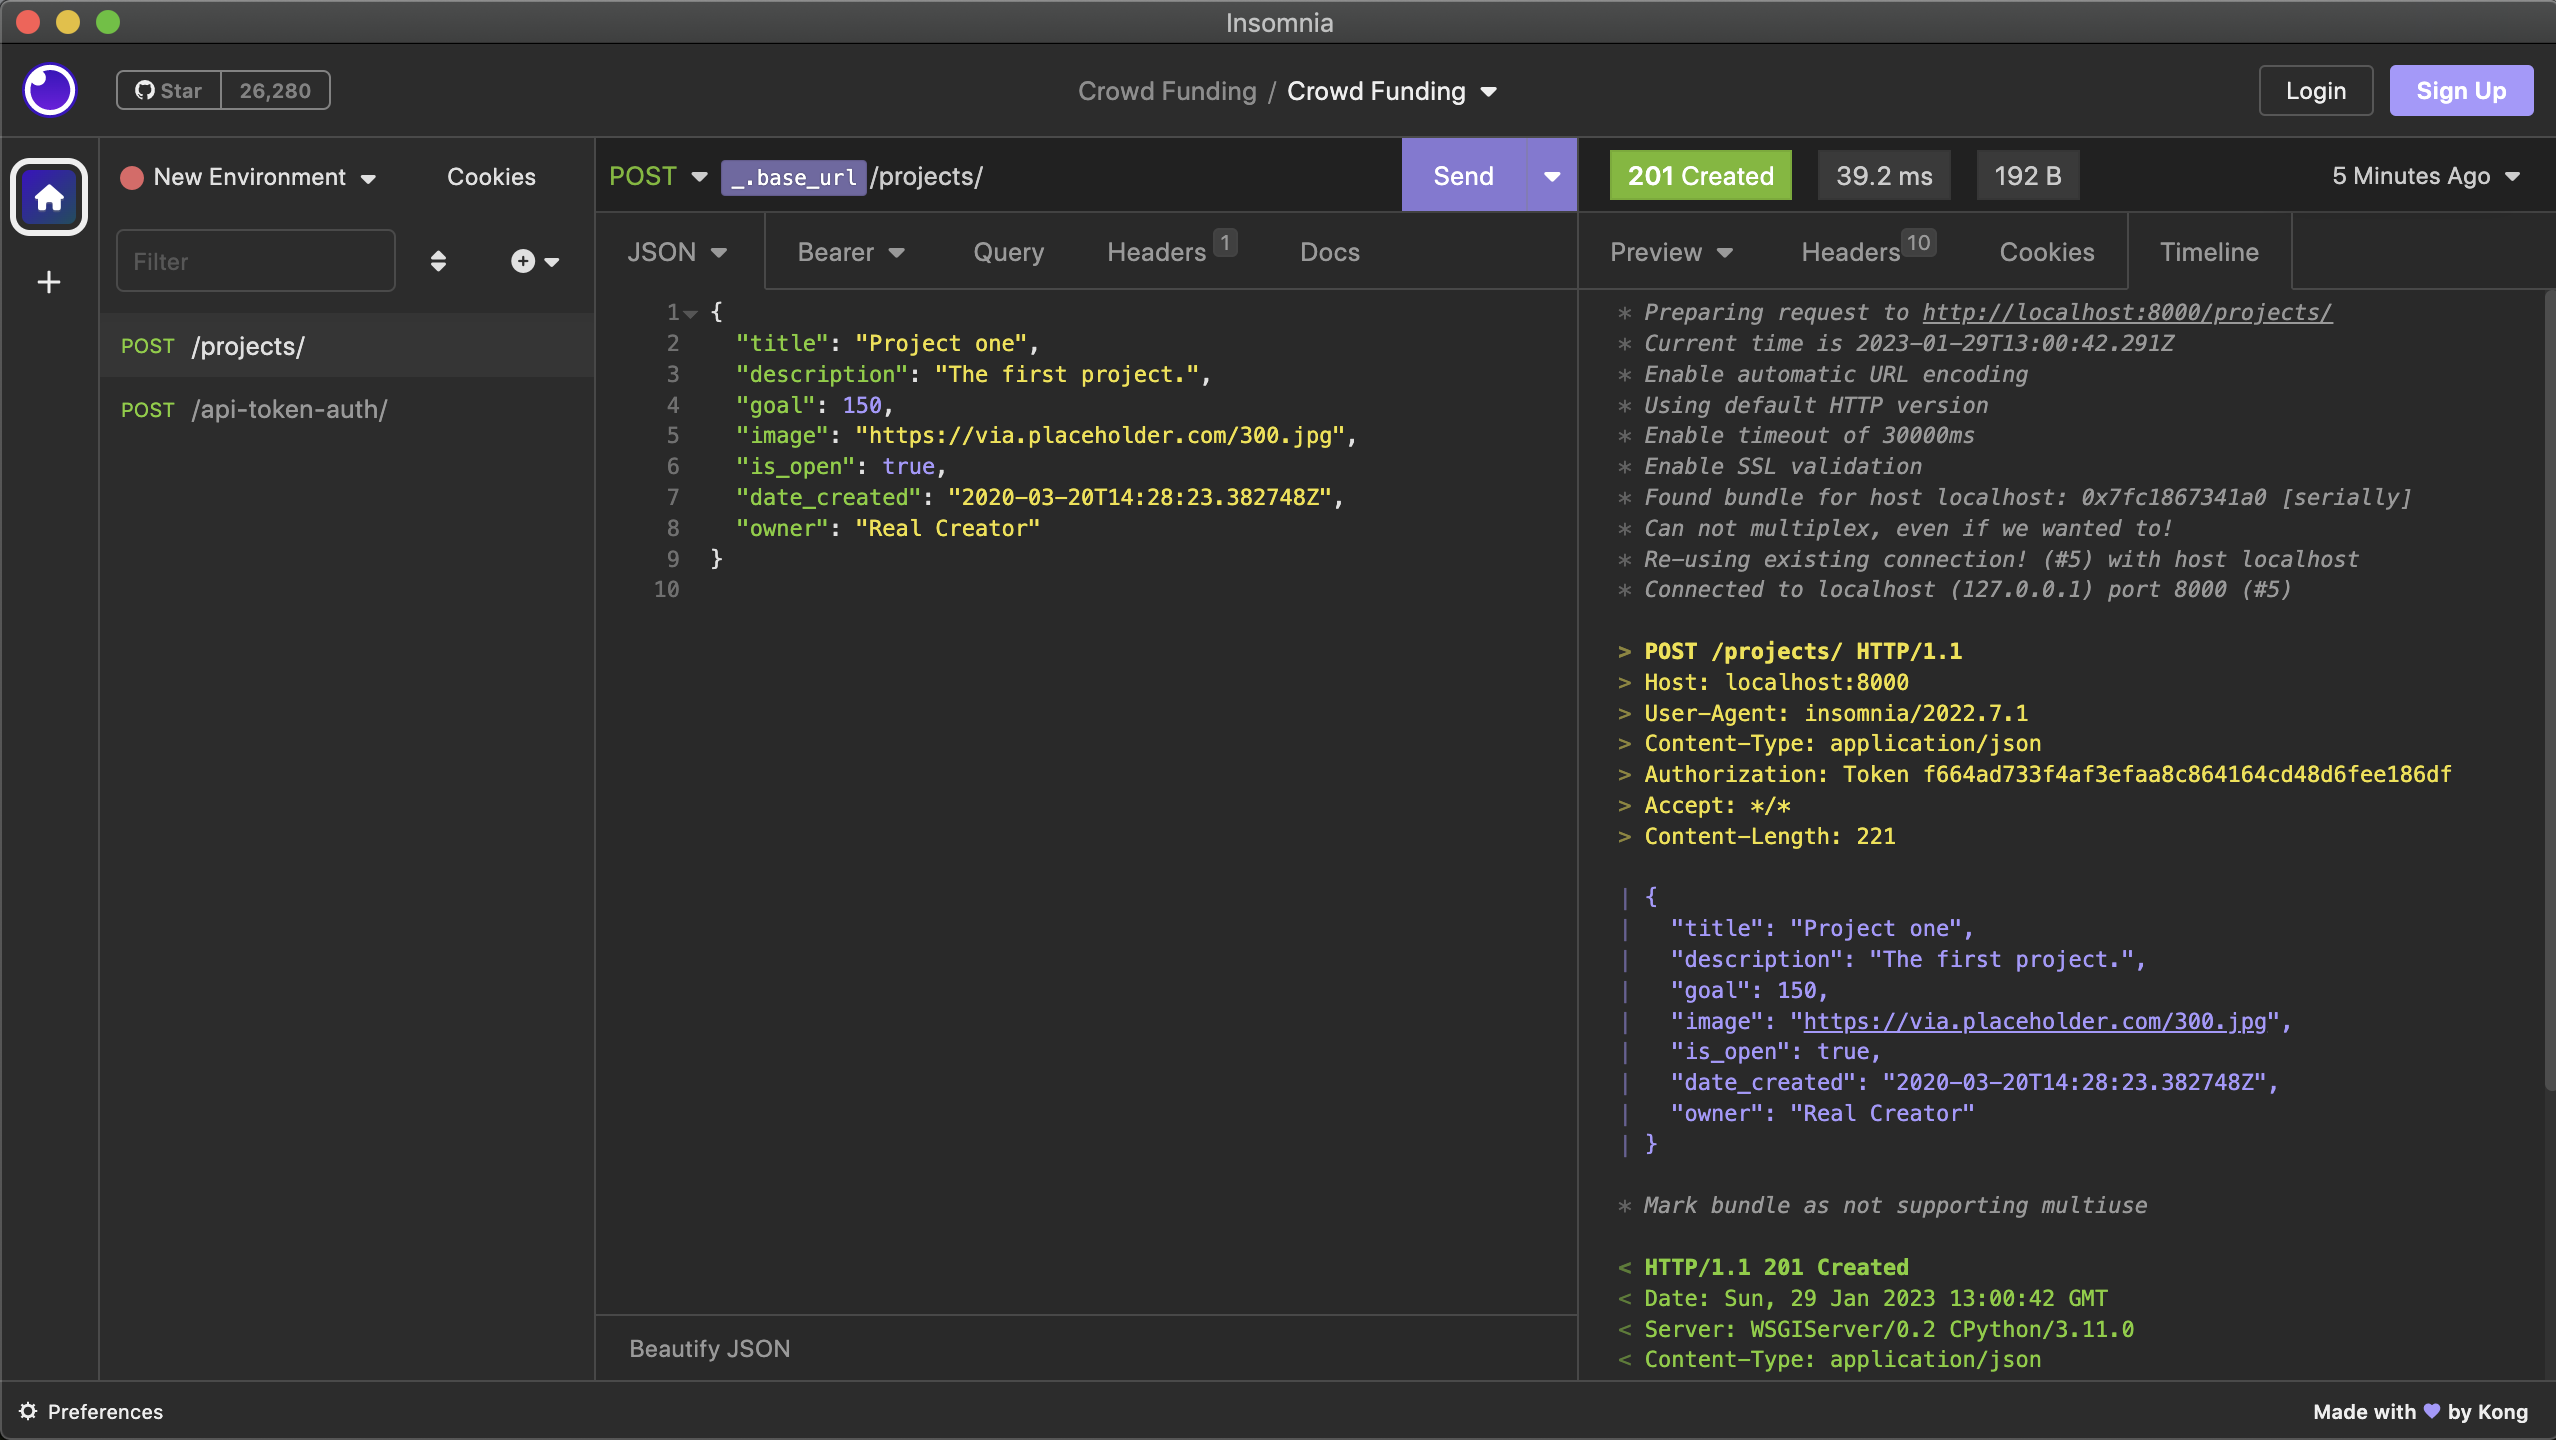 Insomnia
Star 26,280
Crowd Funding / Crowd Funding
Login
Sign Up
New Environment
Cookies
Filter
POST /projects/
POST /api-token-auth/
POST _.base_url /projects/
Send
JSON
Bearer
Query
Headers 1
Docs
1 {
2 "title": "Project one",
3 "description": "The first project.",
4 "goal": 150,
5 "image": "https://via.placeholder.com/300.jpg",
6 "is_open": true,
7 "date_created": "2020-03-20T14:28:23.382748Z",
8 "owner": "Real Creator"
9 }
10
Beautify JSON
201 Created
39.2 ms
192 B
5 Minutes Ago
Preview
Headers 10
Cookies
Timeline
* Preparing request to http://localhost:8000/projects/
* Current time is 2023-01-29T13:00:42.291Z
* Enable automatic URL encoding
* Using default HTTP version
* Enable timeout of 30000ms
* Enable SSL validation
* Found bundle for host localhost: 0x7fc1867341a0 [serially]
* Can not multiplex, even if we wanted to!
* Re-using existing connection! (#5) with host localhost
* Connected to localhost (127.0.0.1) port 8000 (#5)
> POST /projects/ HTTP/1.1
> Host: localhost:8000
> User-Agent: insomnia/2022.7.1
> Content-Type: application/json
> Authorization: Token f664ad733f4af3efaa8c864164cd48d6fee186df
> Accept: */*
> Content-Length: 221
| {
| "title": "Project one",
| "description": "The first project.",
| "goal": 150,
| "image": "https://via.placeholder.com/300.jpg",
| "is_open": true,
| "date_created": "2020-03-20T14:28:23.382748Z",
| "owner": "Real Creator"
| }
* Mark bundle as not supporting multiuse
< HTTP/1.1 201 Created
< Date: Sun, 29 Jan 2023 13:00:42 GMT
< Server: WSGIServer/0.2 CPython/3.11.0
< Content-Type: application/json
Preferences
Made with by Kong